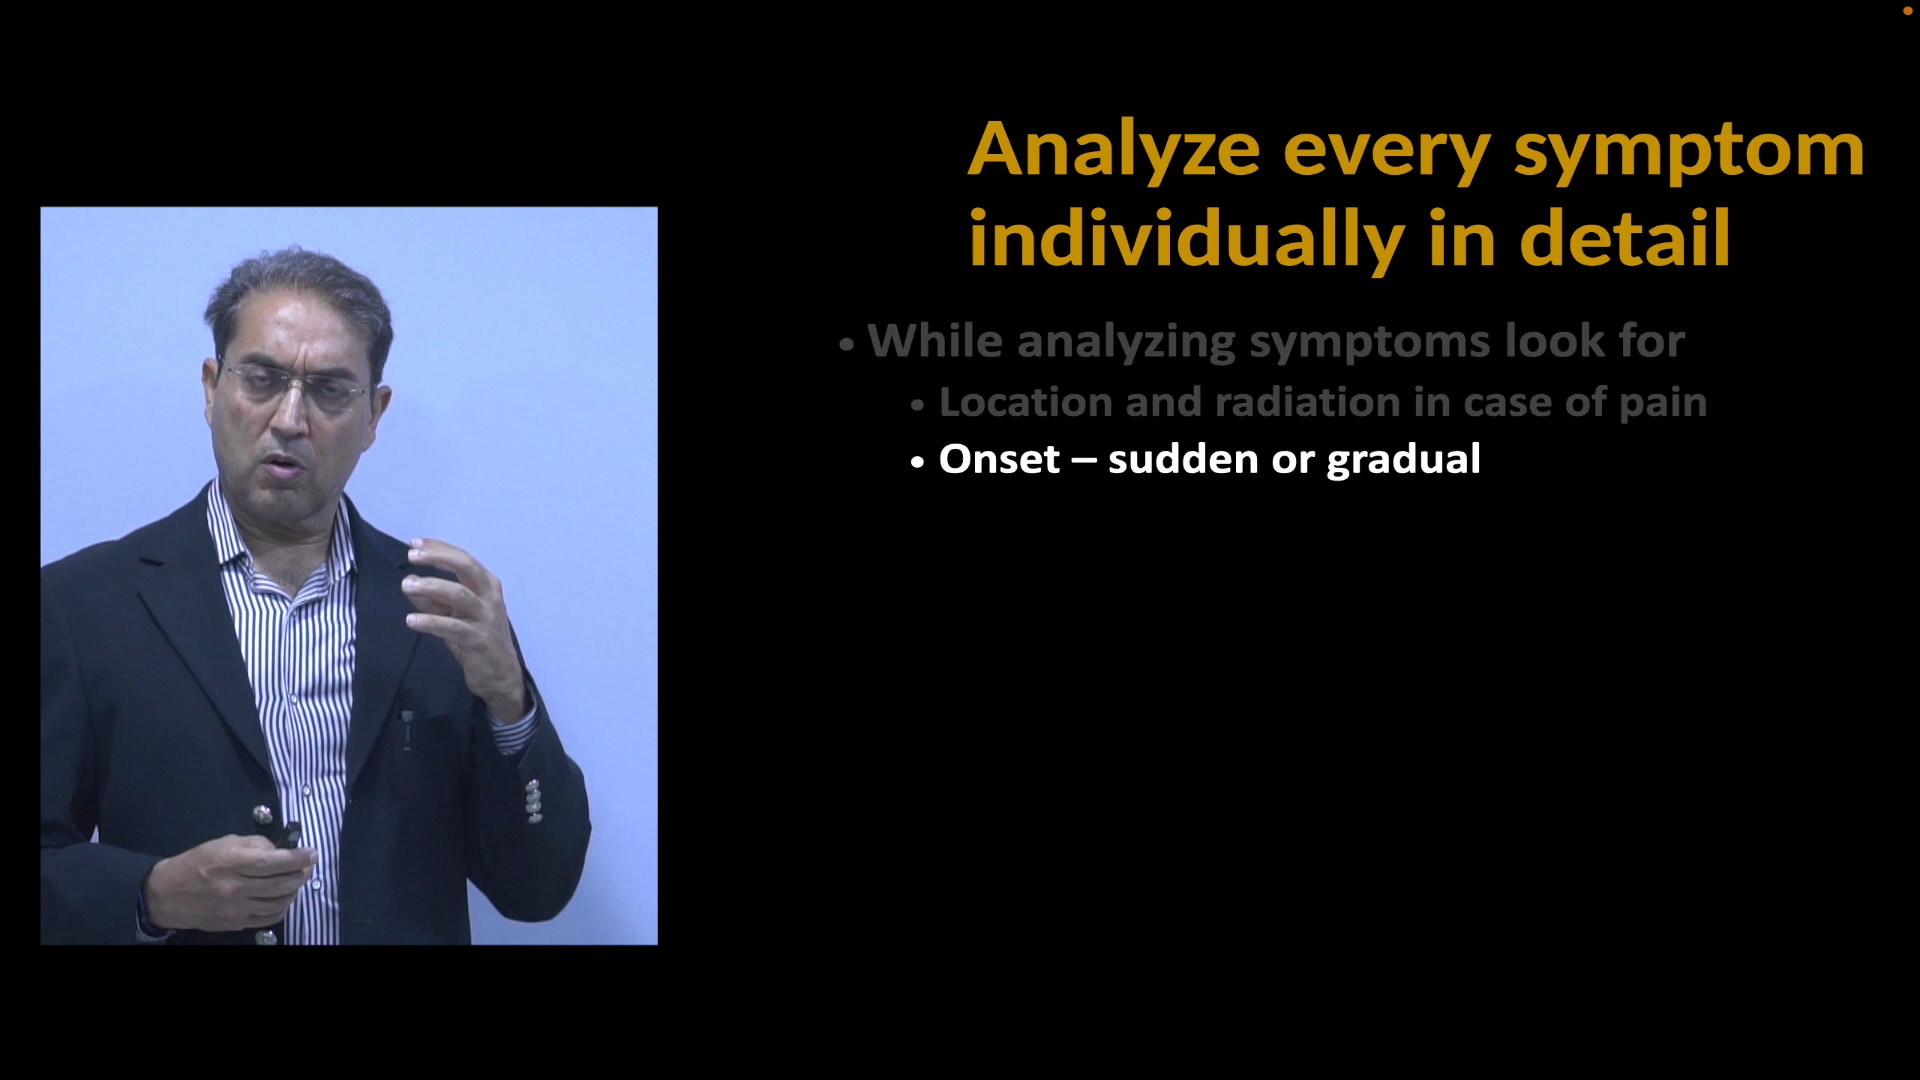 Analyze every symptom
individually in detail
• While analyzing symptoms look for
• Location and radiation in case of pain
• Onset – sudden or gradual